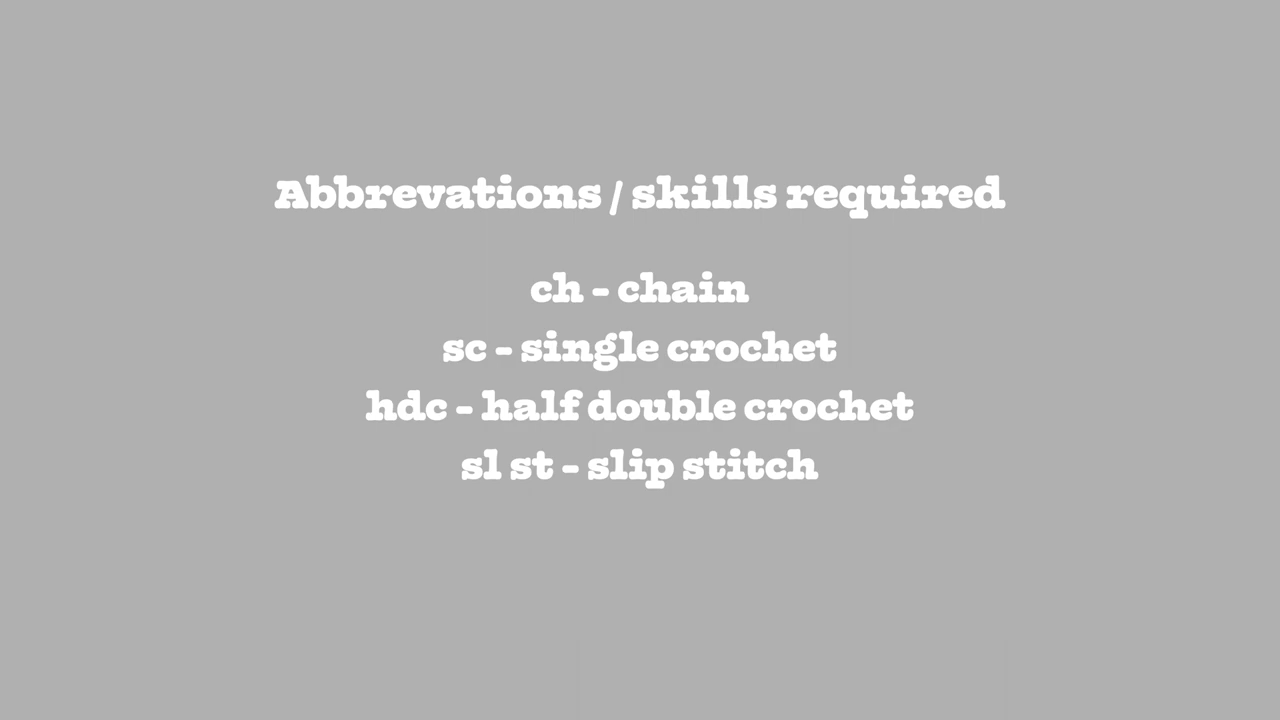 Abbrevations / skills required
ch - chain
sc - single crochet
hdc - half double crochet
sl st - slip stitch